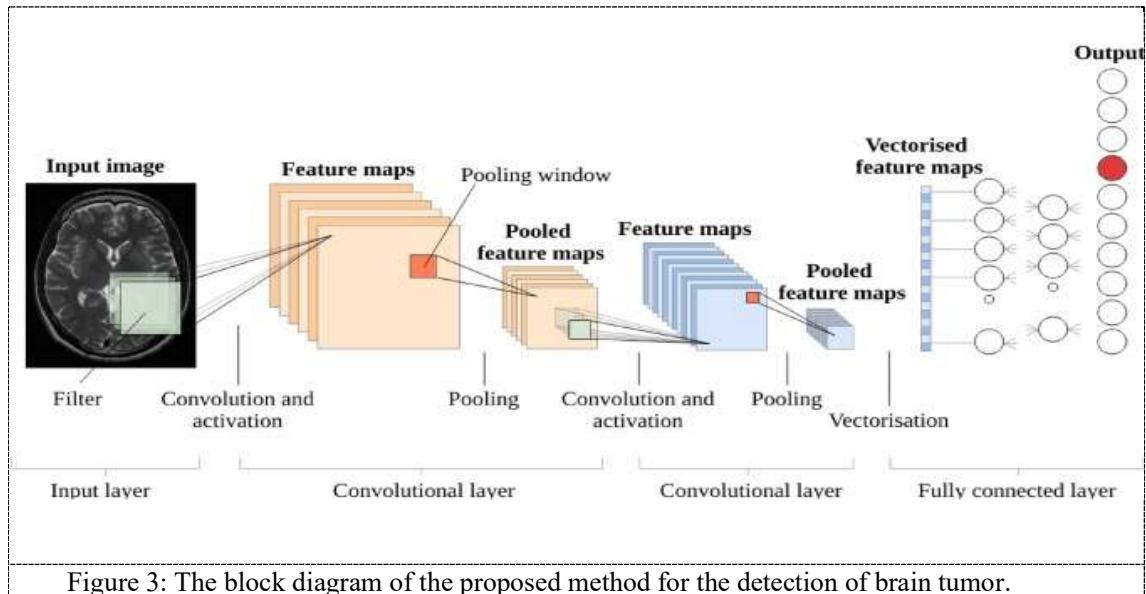 Output
Input image
Feature maps
Pooling window
Vectorised
feature maps
Pooled
feature maps
Feature maps
Pooled
feature maps
Filter
Convolution and
activation
Pooling
Convolution and
activation
Pooling
Vectorisation
Input layer
Convolutional layer
Convolutional layer
Fully connected layer
Figure 3: The block diagram of the proposed method for the detection of brain tumor.